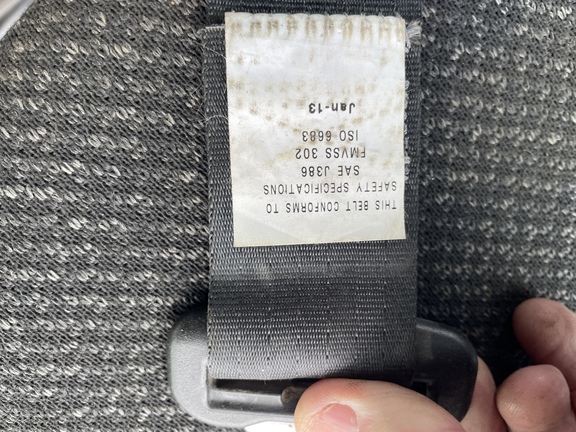 THIS BELT CONFORMS TO
SAFETY SPECIFICATIONS
SAE J386
FMVSS 302
ISO 6683
Jan-13